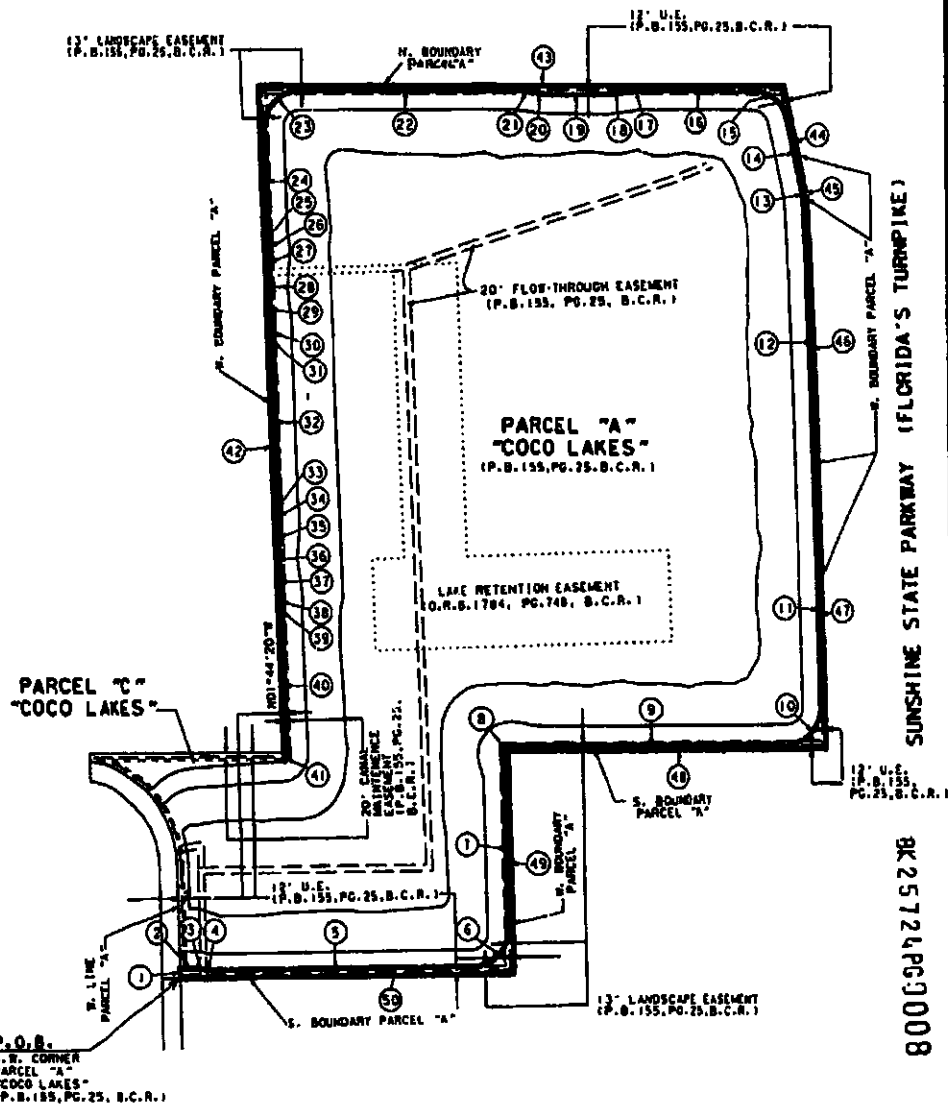 12' U.E.
(P.B.155,PG.25,B.C.R.)
13' LANDSCAPE EASEMENT
(P.B.155,PG.25,B.C.R.)
N. BOUNDARY
PARCEL "A"
43
23
22
21
20
19
18
17
16
15
44
14
13
45
24
25
26
27
28
29
30
31
32
42
33
34
35
36
37
38
39
40
41
W. BOUNDARY PARCEL "A"
20' FLOW-THROUGH EASEMENT
(P.B.155, PG.25, B.C.R.)
12
46
PARCEL "A"
"COCO LAKES"
(P.B.155,PG.25,B.C.R.)
BOUNDARY PARCEL "A"
SUNSHINE STATE PARKWAY (FLORIDA'S TURNPIKE)
LAKE RETENTION EASEMENT
(O.R.B.1784, PG.748, B.C.R.)
11
47
N01°44'20"W
PARCEL "C"
"COCO LAKES"
20' CANAL
MAINTENANCE
EASEMENT
(P.B.155,PG.25,
B.C.R.)
8
9
10
48
S. BOUNDARY
PARCEL "A"
12' U.E.
(P.B.155,
PG.25,B.C.R.)
7
49
W. BOUNDARY
PARCEL "A"
12' U.E.
(P.B.155,PG.25,B.C.R.)
2
3
4
5
6
1
W. LINE
PARCEL "A"
50
S. BOUNDARY PARCEL "A"
13' LANDSCAPE EASEMENT
(P.B.155,PG.25,B.C.R.)
P.O.B.
.W. CORNER
PARCEL "A"
"COCO LAKES"
(P.B.155,PG.25, B.C.R.)
BK25724PG0008